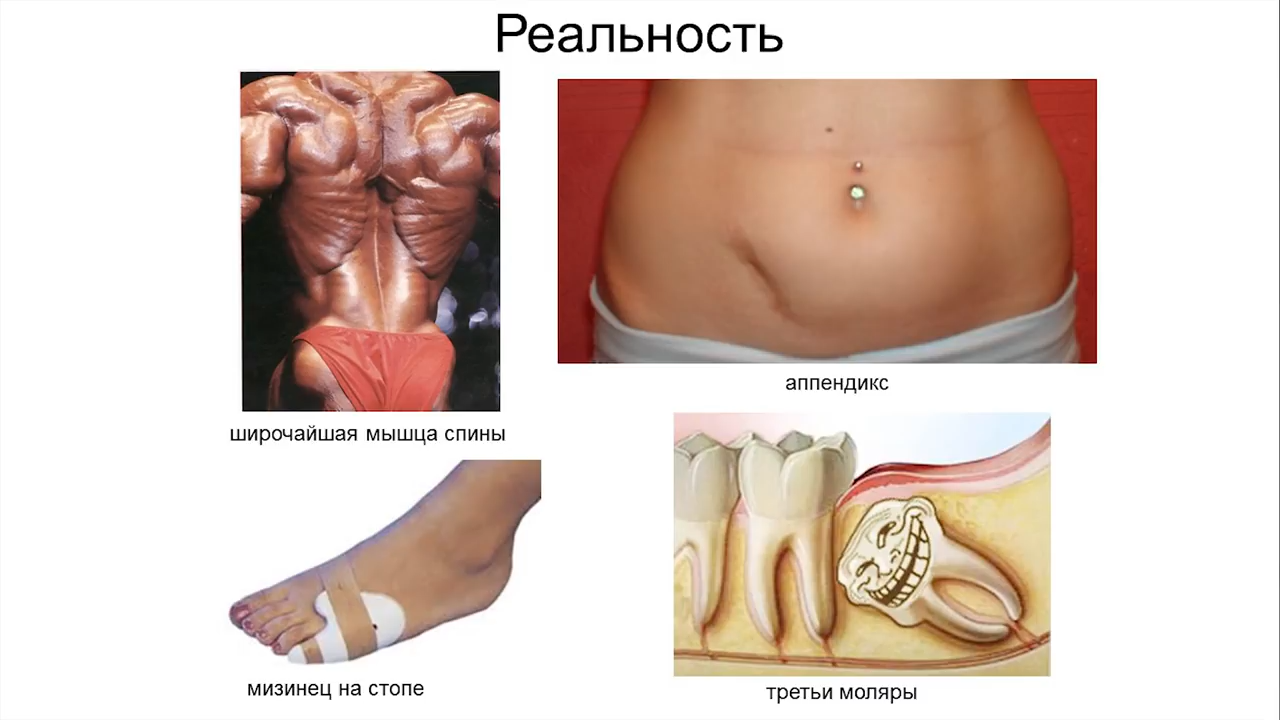 Реальность
широчайшая мышца спины
аппендикс
мизинец на стопе
третьи моляры